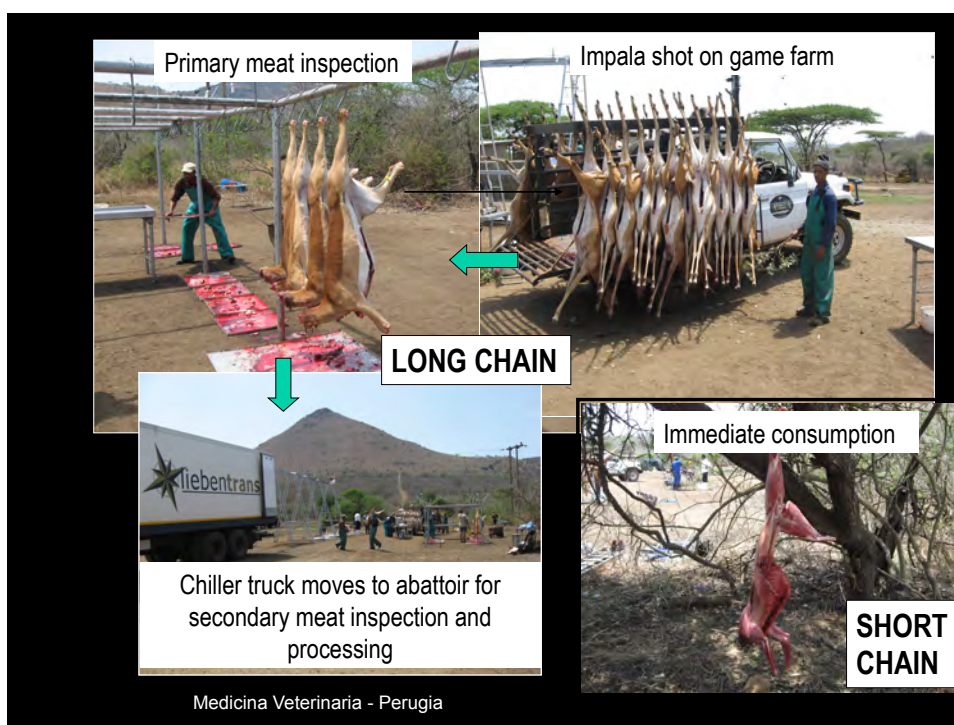 Primary meat inspection
Impala shot on game farm
LONG CHAIN
liebentrans
Chiller truck moves to abattoir for
secondary meat inspection and
processing
Immediate consumption
SHORT
CHAIN
Medicina Veterinaria - Perugia